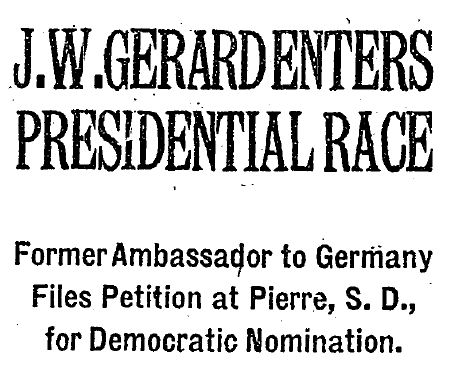 J.W.GERARD ENTERS
PRESIDENTIAL RACE
Former Ambassador to Germany
Files Petition at Pierre, S. D.,
for Democratic Nomination.